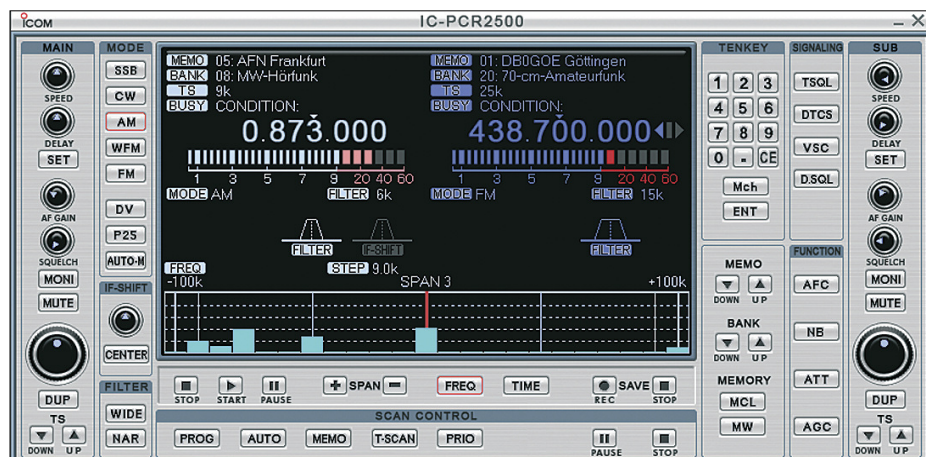 ICOM IC-PCR2500
MAIN
SPEED
DELAY
SET
AF GAIN
SQUELCH
MONI
MUTE
DUP
TS
DOWN UP
MODE
SSB
CW
AM
WFM
FM
DV
P25
AUTO-M
IF-SHIFT
CENTER
FILTER
WIDE
NAR
MEMO 05: AFN Frankfurt
BANK 08: MW-Hörfunk
TS 9k
BUSY CONDITION:
0.873.000
1 3 5 7 9 20 40 60
MODE AM FILTER 6k
FILTER IF-SHIFT
MEMO 01: DB0GOE Göttingen
BANK 20: 70-cm-Amateurfunk
TS 25k
BUSY CONDITION:
438.700.000
1 3 5 7 9 20 40 60
MODE FM FILTER 15k
FILTER
FREQ STEP 9.0k
-100k SPAN 3 +100k
STOP START PAUSE
SPAN
FREQ TIME
REC SAVE STOP
SCAN CONTROL
PROG AUTO MEMO T-SCAN PRIO
PAUSE STOP
TENKEY
1 2 3
4 5 6
7 8 9
0 . CE
Mch
ENT
MEMO
DOWN UP
BANK
DOWN UP
MEMORY
MCL
MW
SIGNALING
TSQL
DTCS
VSC
D.SQL
FUNCTION
AFC
NB
ATT
AGC
SUB
SPEED
DELAY
SET
AF GAIN
SQUELCH
MONI
MUTE
DUP
TS
DOWN UP